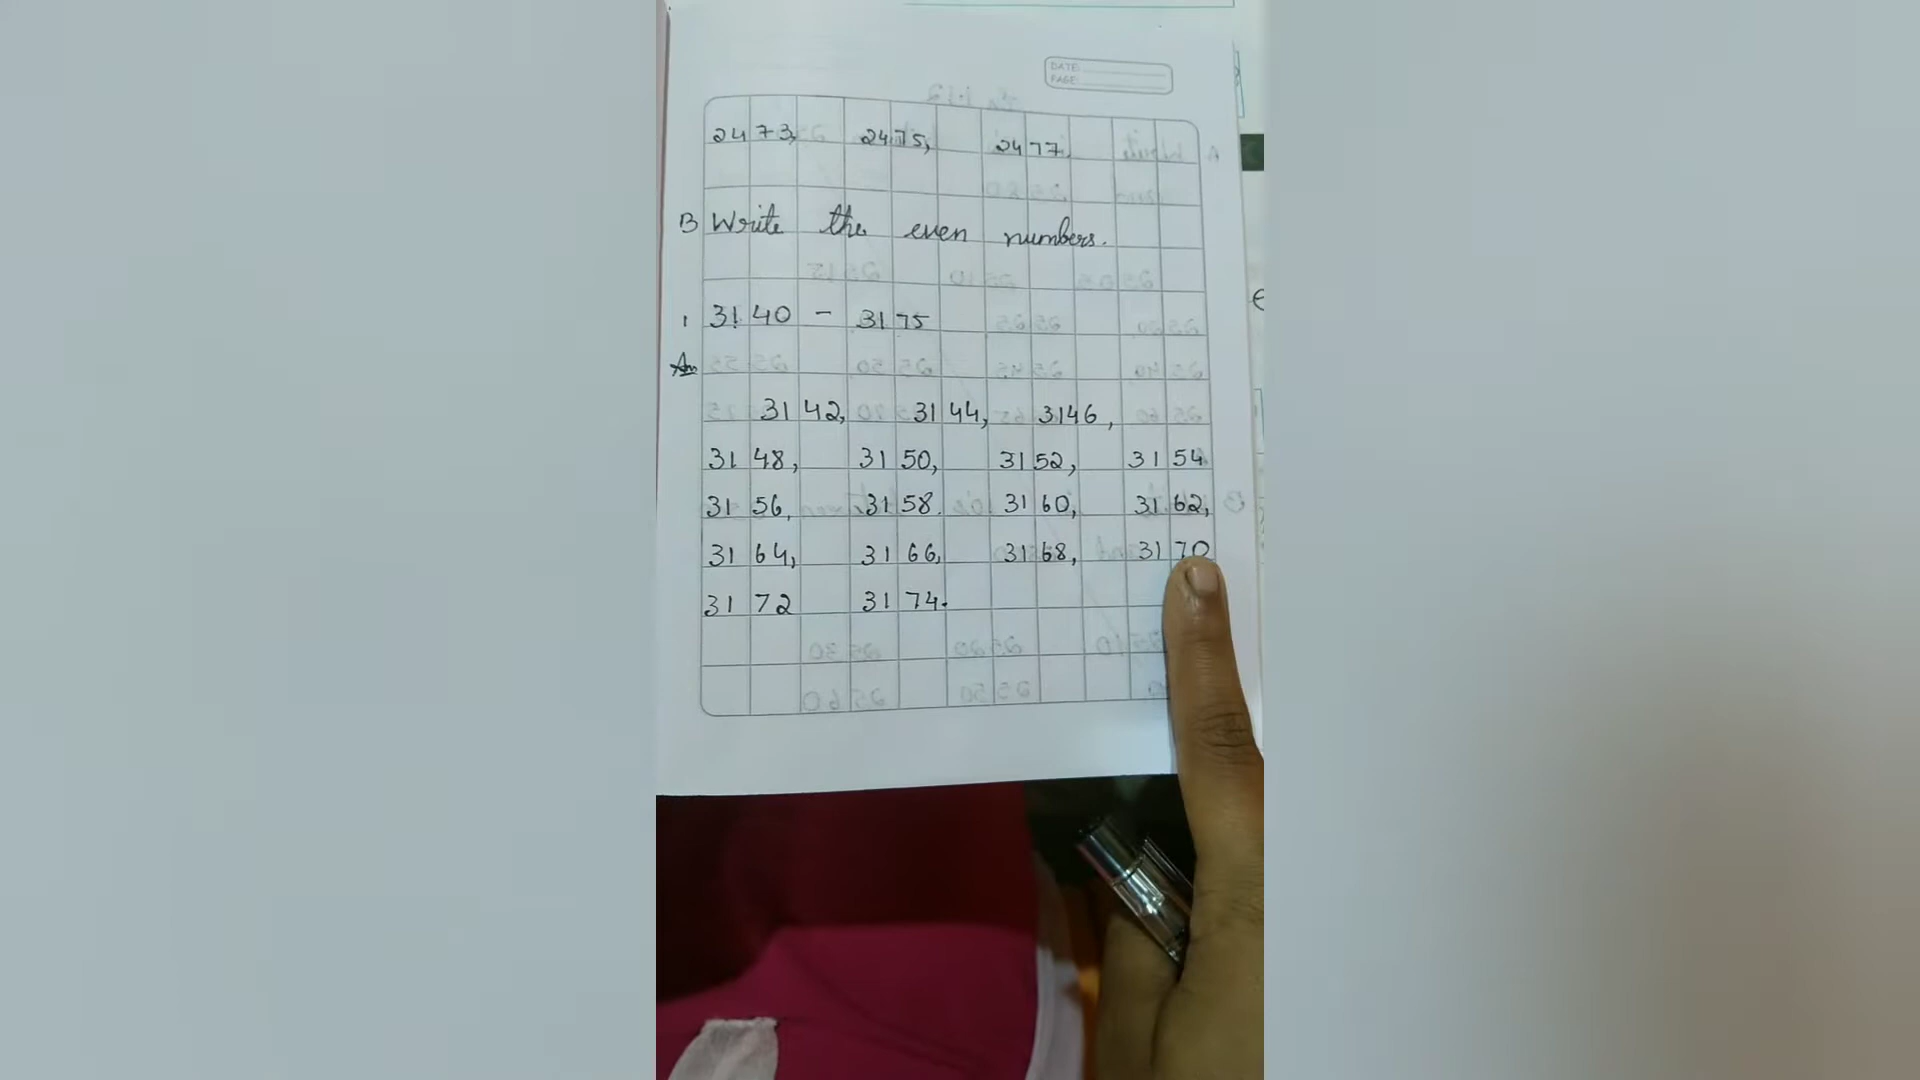 DATE:
PAGE:
2473, 2475, 2477,
B Write the even numbers.
1 3140 - 3175
Ans
3142, 3144, 3146,
3148, 3150, 3152, 3154
3156, 3158. 3160, 3162,
3164, 3166, 3168, 3170
3172 3174.